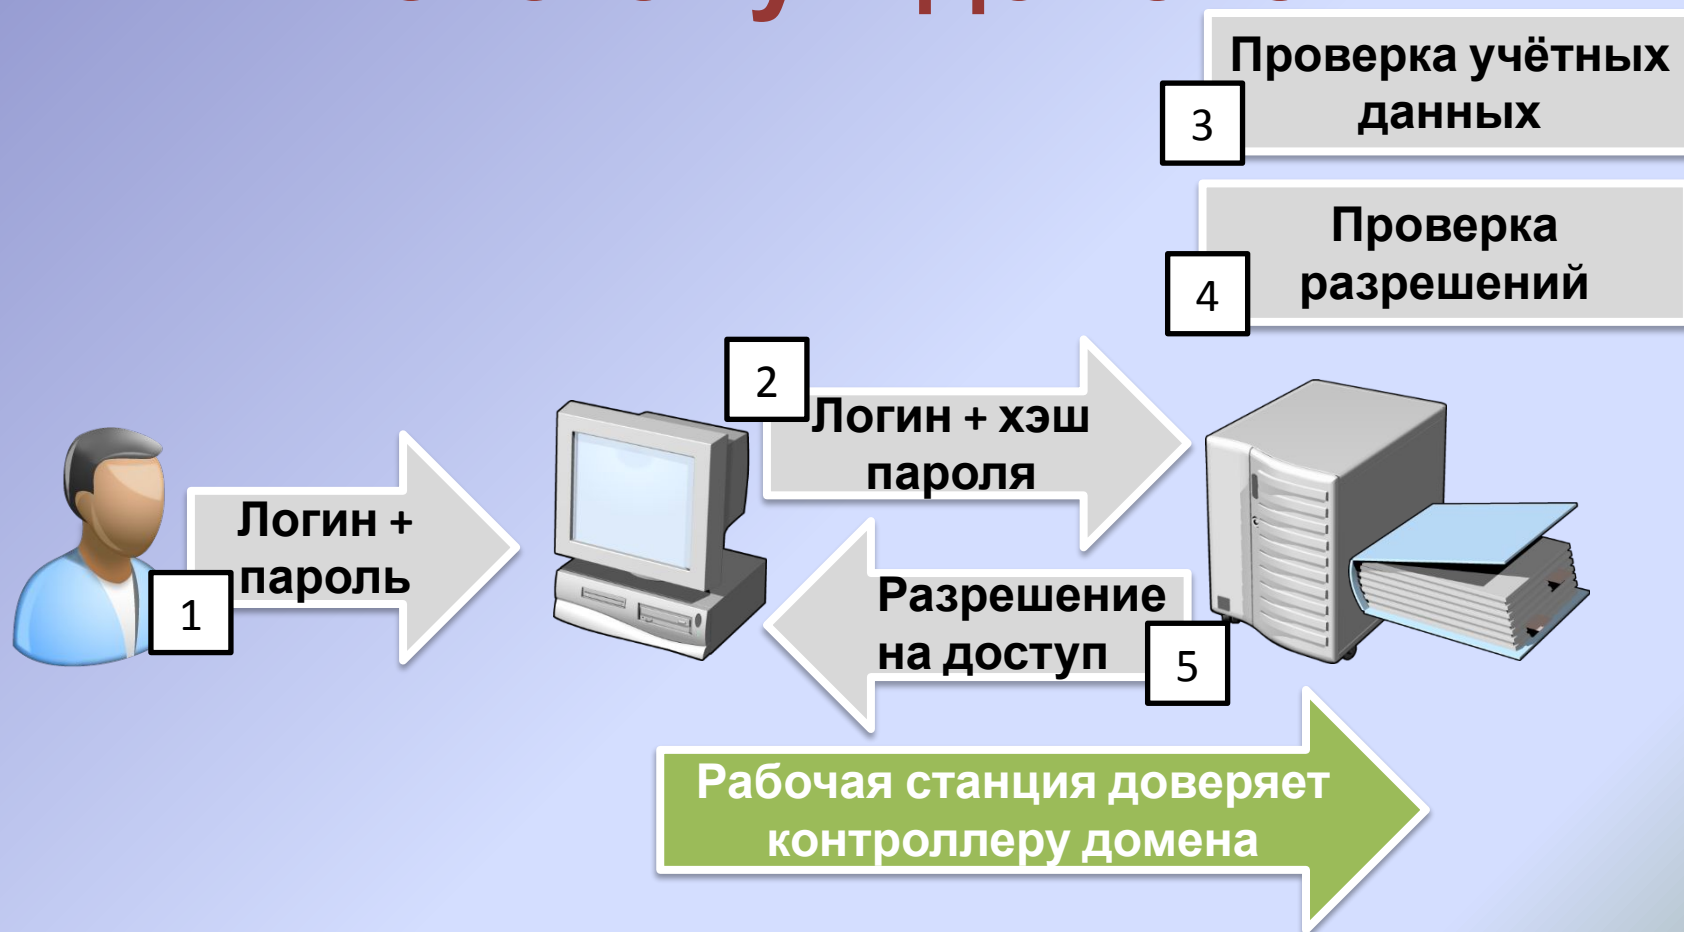 Проверка учётных
данных
3
Проверка
разрешений
4
2
Логин + хэш
пароля
Логин +
пароль
1
Разрешение
на доступ
5
Рабочая станция доверяет
контроллеру домена